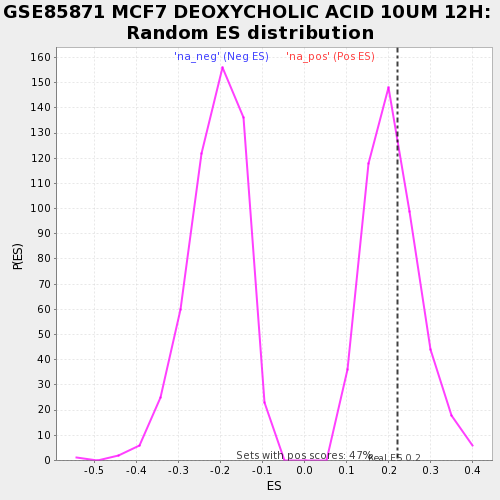 GSE85871 MCF7 DEOXYCHOLIC ACID 10UM 12H:
Random ES distribution
'na_neg' (Neg ES) 'na_pos' (Pos ES)
160
150
140
130
120
110
100
90
80
70
60
50
40
30
20
10
0
P(ES)
Sets with pos scores: 47%
Real ES 0.2
-0.5 -0.4 -0.3 -0.2 -0.1 0.0 0.1 0.2 0.3 0.4
ES